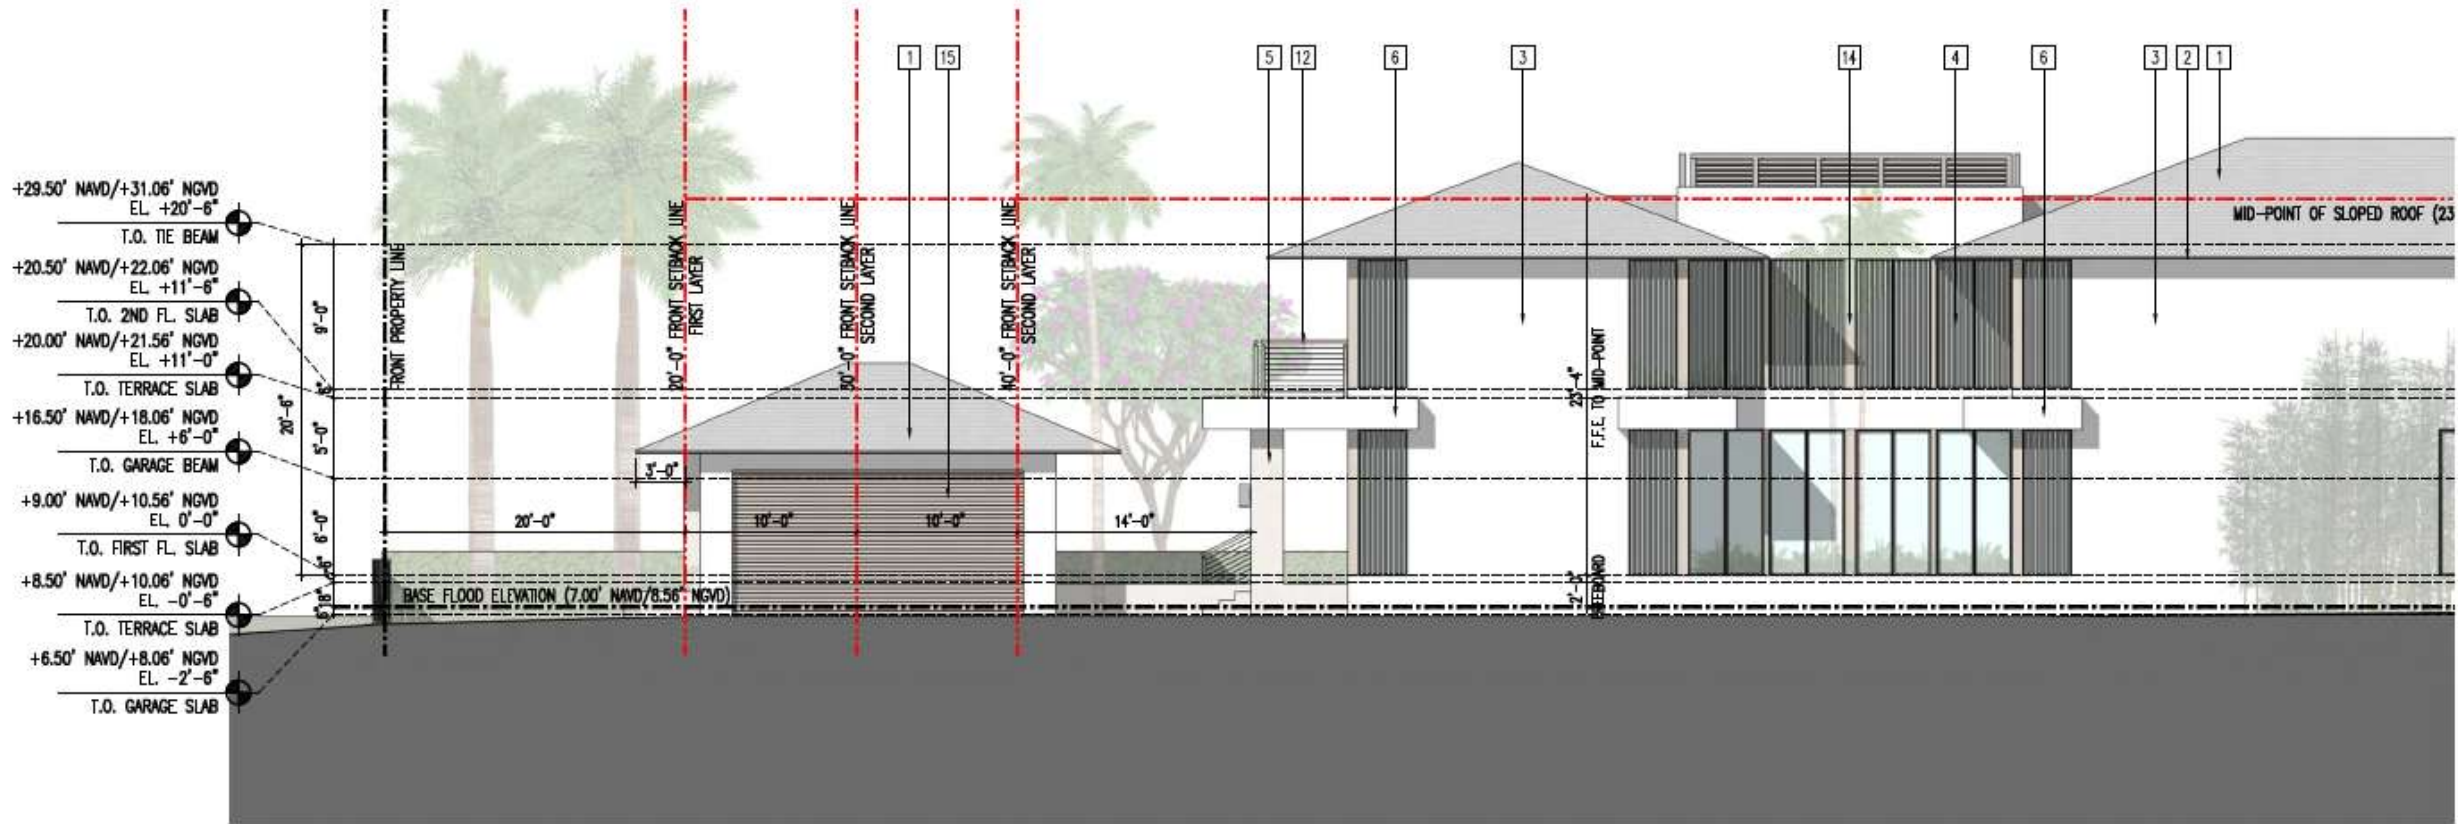 1 15 5 12 6 3 14 4 6 3 2 1
+29.50' NAVD/+31.06' NGVD
EL. +20'-6"
T.O. TIE BEAM
+20.50' NAVD/+22.06' NGVD
EL. +11'-6"
T.O. 2ND FL. SLAB
+20.00' NAVD/+21.56' NGVD
EL. +11'-0"
T.O. TERRACE SLAB
+16.50' NAVD/+18.06' NGVD
EL. +6'-0"
T.O. GARAGE BEAM
+9.00' NAVD/+10.56' NGVD
EL. 0'-0"
T.O. FIRST FL. SLAB
+8.50' NAVD/+10.06' NGVD
EL. -0'-6"
T.O. TERRACE SLAB
+6.50' NAVD/+8.06' NGVD
EL. -2'-6"
T.O. GARAGE SLAB
20'-6"
9'-0"
6"
5'-0"
6'-0"
6"
18"
6"
FRONT PROPERTY LINE
20'-0" FRONT SETBACK LINE
FIRST LAYER
30'-0" FRONT SETBACK LINE
SECOND LAYER
40'-0" FRONT SETBACK LINE
SECOND LAYER
3'-0"
20'-0"
10'-0"
10'-0"
14'-0"
BASE FLOOD ELEVATION (7.00' NAVD/8.56' NGVD)
23'-4"
F.F.E. TO MID-POINT
2'-0"
FREEBOARD
MID-POINT OF SLOPED ROOF (23